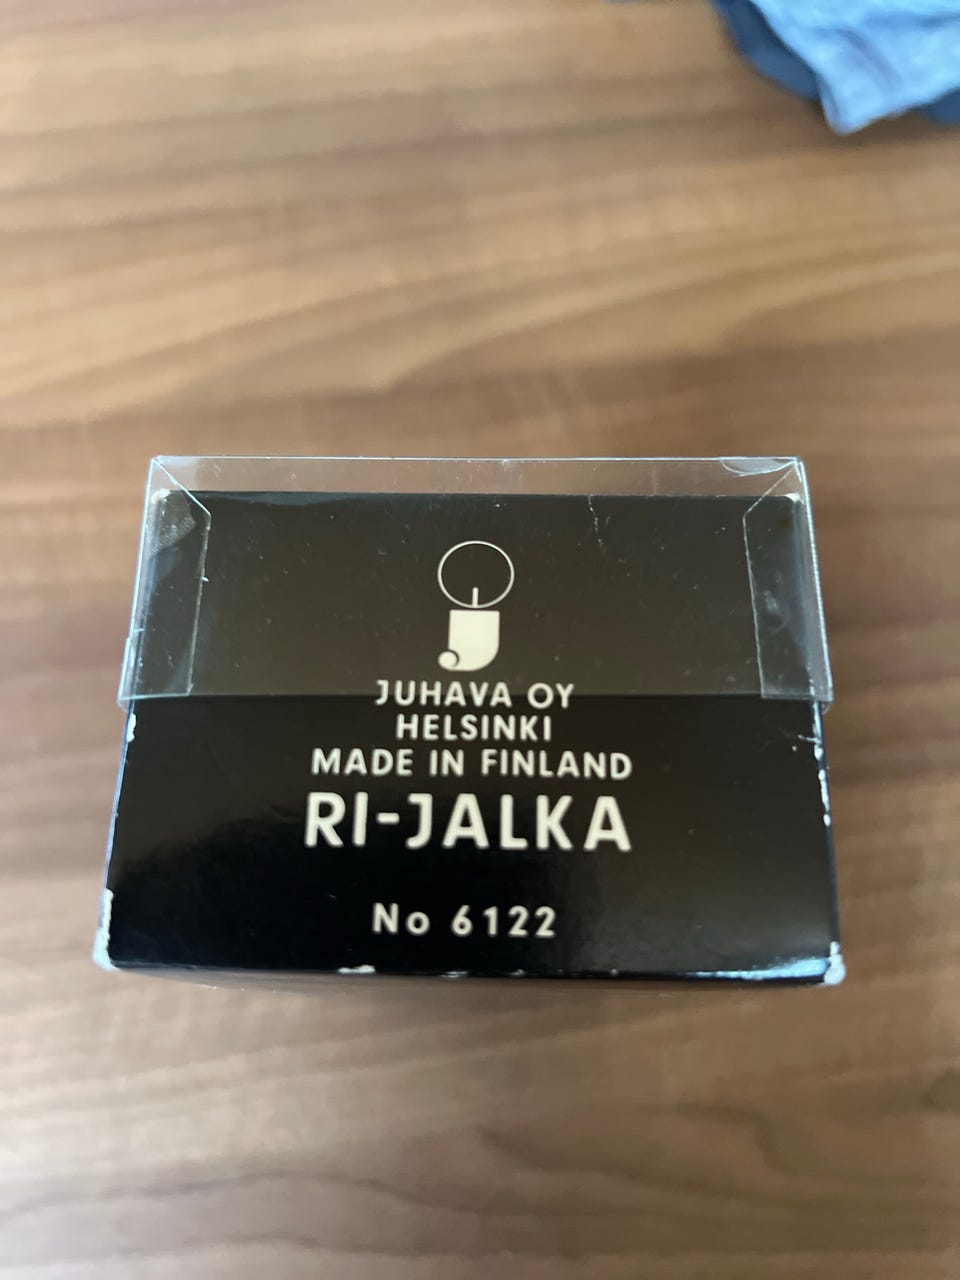 JUHAVA OY
HELSINKI
MADE IN FINLAND
RI-JALKA
No 6122